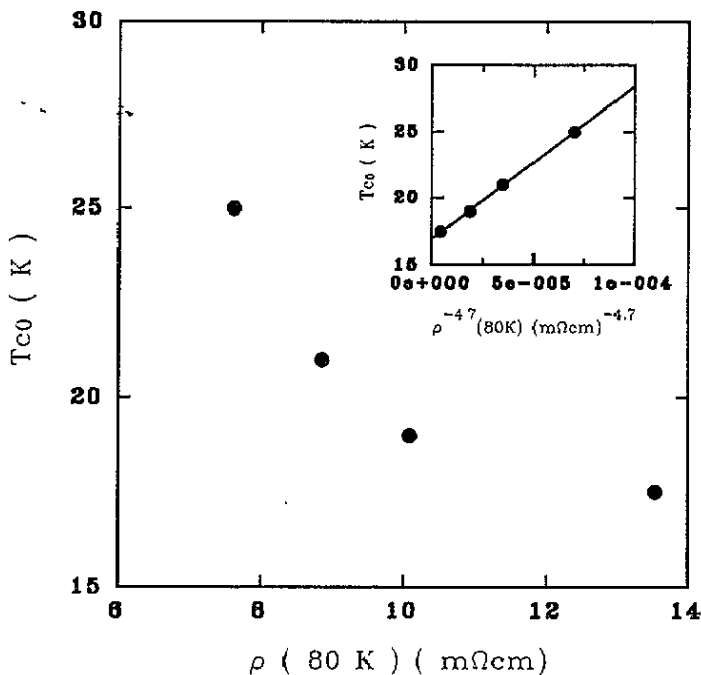 30
25
20
15
6
8
10
12
14
Tc0 ( K )
ρ ( 80 K ) ( mΩcm)
30
25
20
15
0e+000
5e-005
1e-004
Tc0 ( K )
ρ^-4 7 (80K) (mΩcm)^-4.7